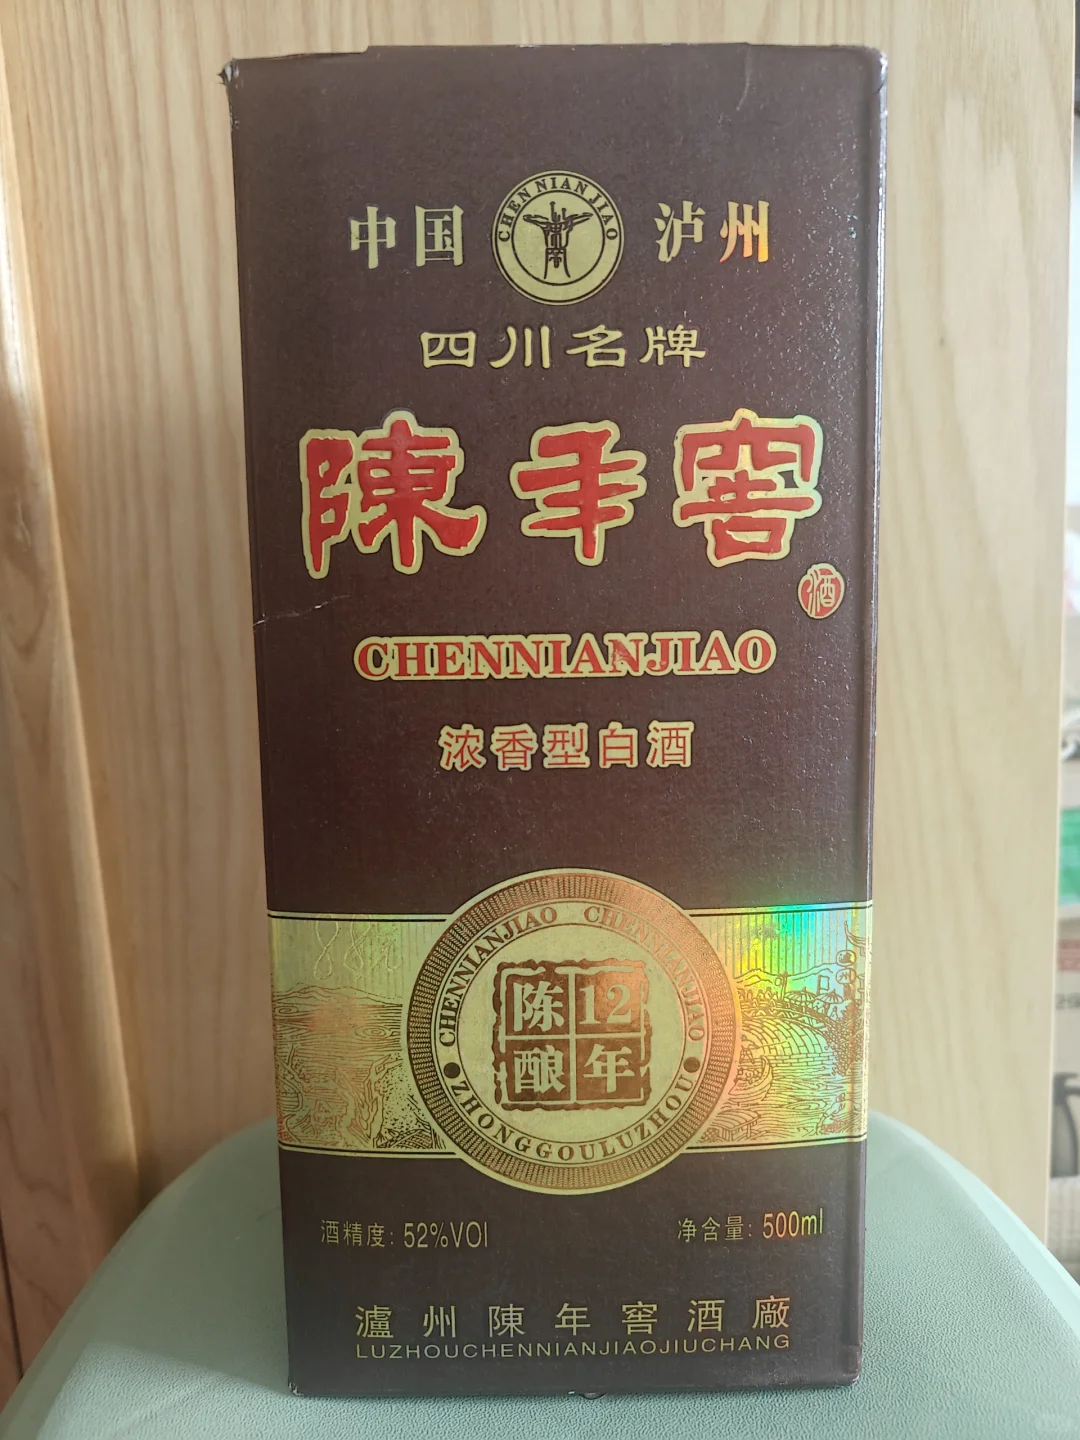 中国 CHEN NIAN JIAO 泸州
四川名牌
陳年窖
酒
CHENNIANJIAO
浓香型白酒
CHENNIANJIAO CHENNIANJIAO
陈 12
酿 年
ZHONGGOULUZHOU
酒精度: 52%VOl 净含量: 500ml
瀘州陳年窖酒廠
LUZHOUCHENNIANJIAOJIUCHANG